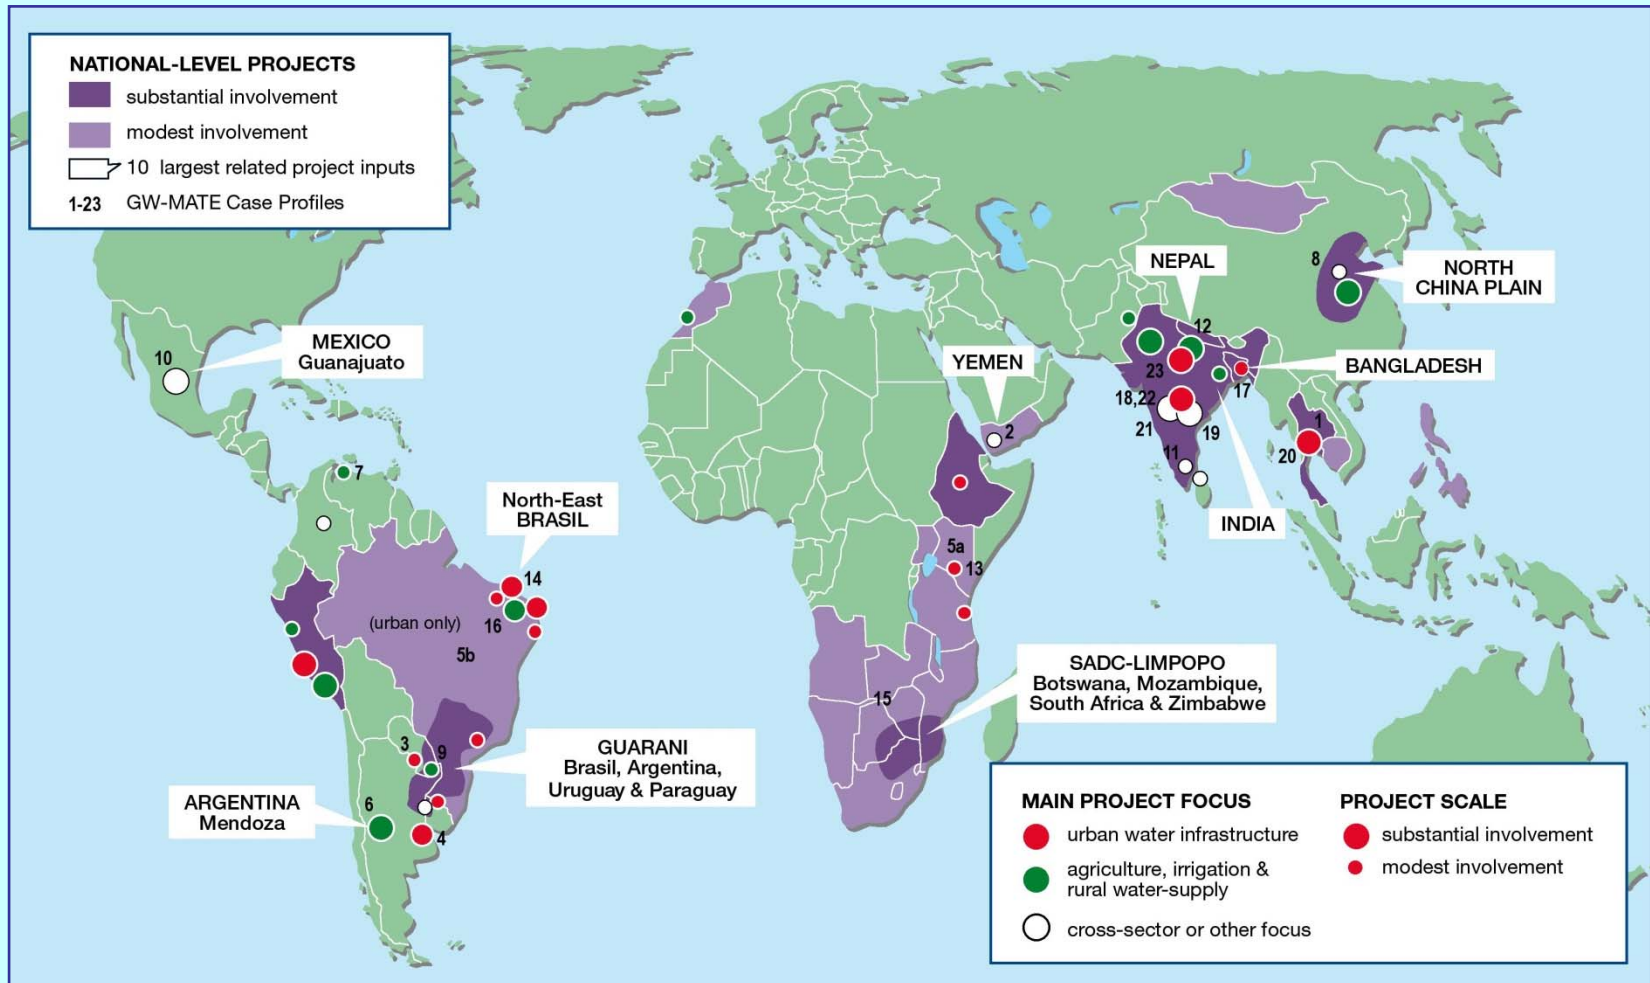 NATIONAL-LEVEL PROJECTS
substantial involvement
modest involvement
10 largest related project inputs
1-23 GW-MATE Case Profiles
MEXICO
Guanajuato
10
7
North-East
BRASIL
14
(urban only)
16
5b
3
9
GUARANI
Brasil, Argentina,
Uruguay & Paraguay
ARGENTINA
Mendoza
6
4
YEMEN
2
5a
13
15
SADC-LIMPOPO
Botswana, Mozambique,
South Africa & Zimbabwe
NEPAL
12
23
18,22
21
19
11
17
INDIA
BANGLADESH
1
20
8
NORTH
CHINA PLAIN
MAIN PROJECT FOCUS
urban water infrastructure
agriculture, irrigation &
rural water-supply
cross-sector or other focus
PROJECT SCALE
substantial involvement
modest involvement